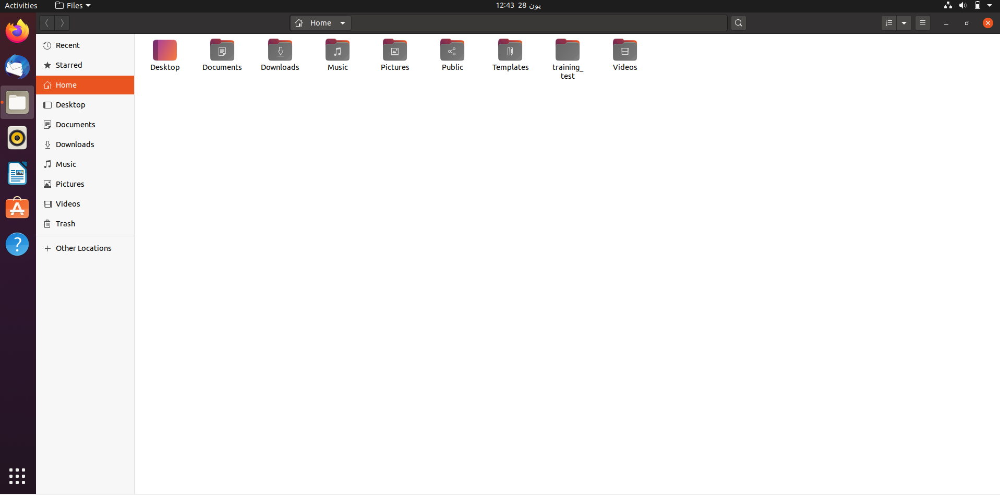 Activities
Files
12:43 28 يون
Home
Recent
Starred
Home
Desktop
Documents
Downloads
Music
Pictures
Videos
Trash
Other Locations
Desktop
Documents
Downloads
Music
Pictures
Public
Templates
training_
test
Videos